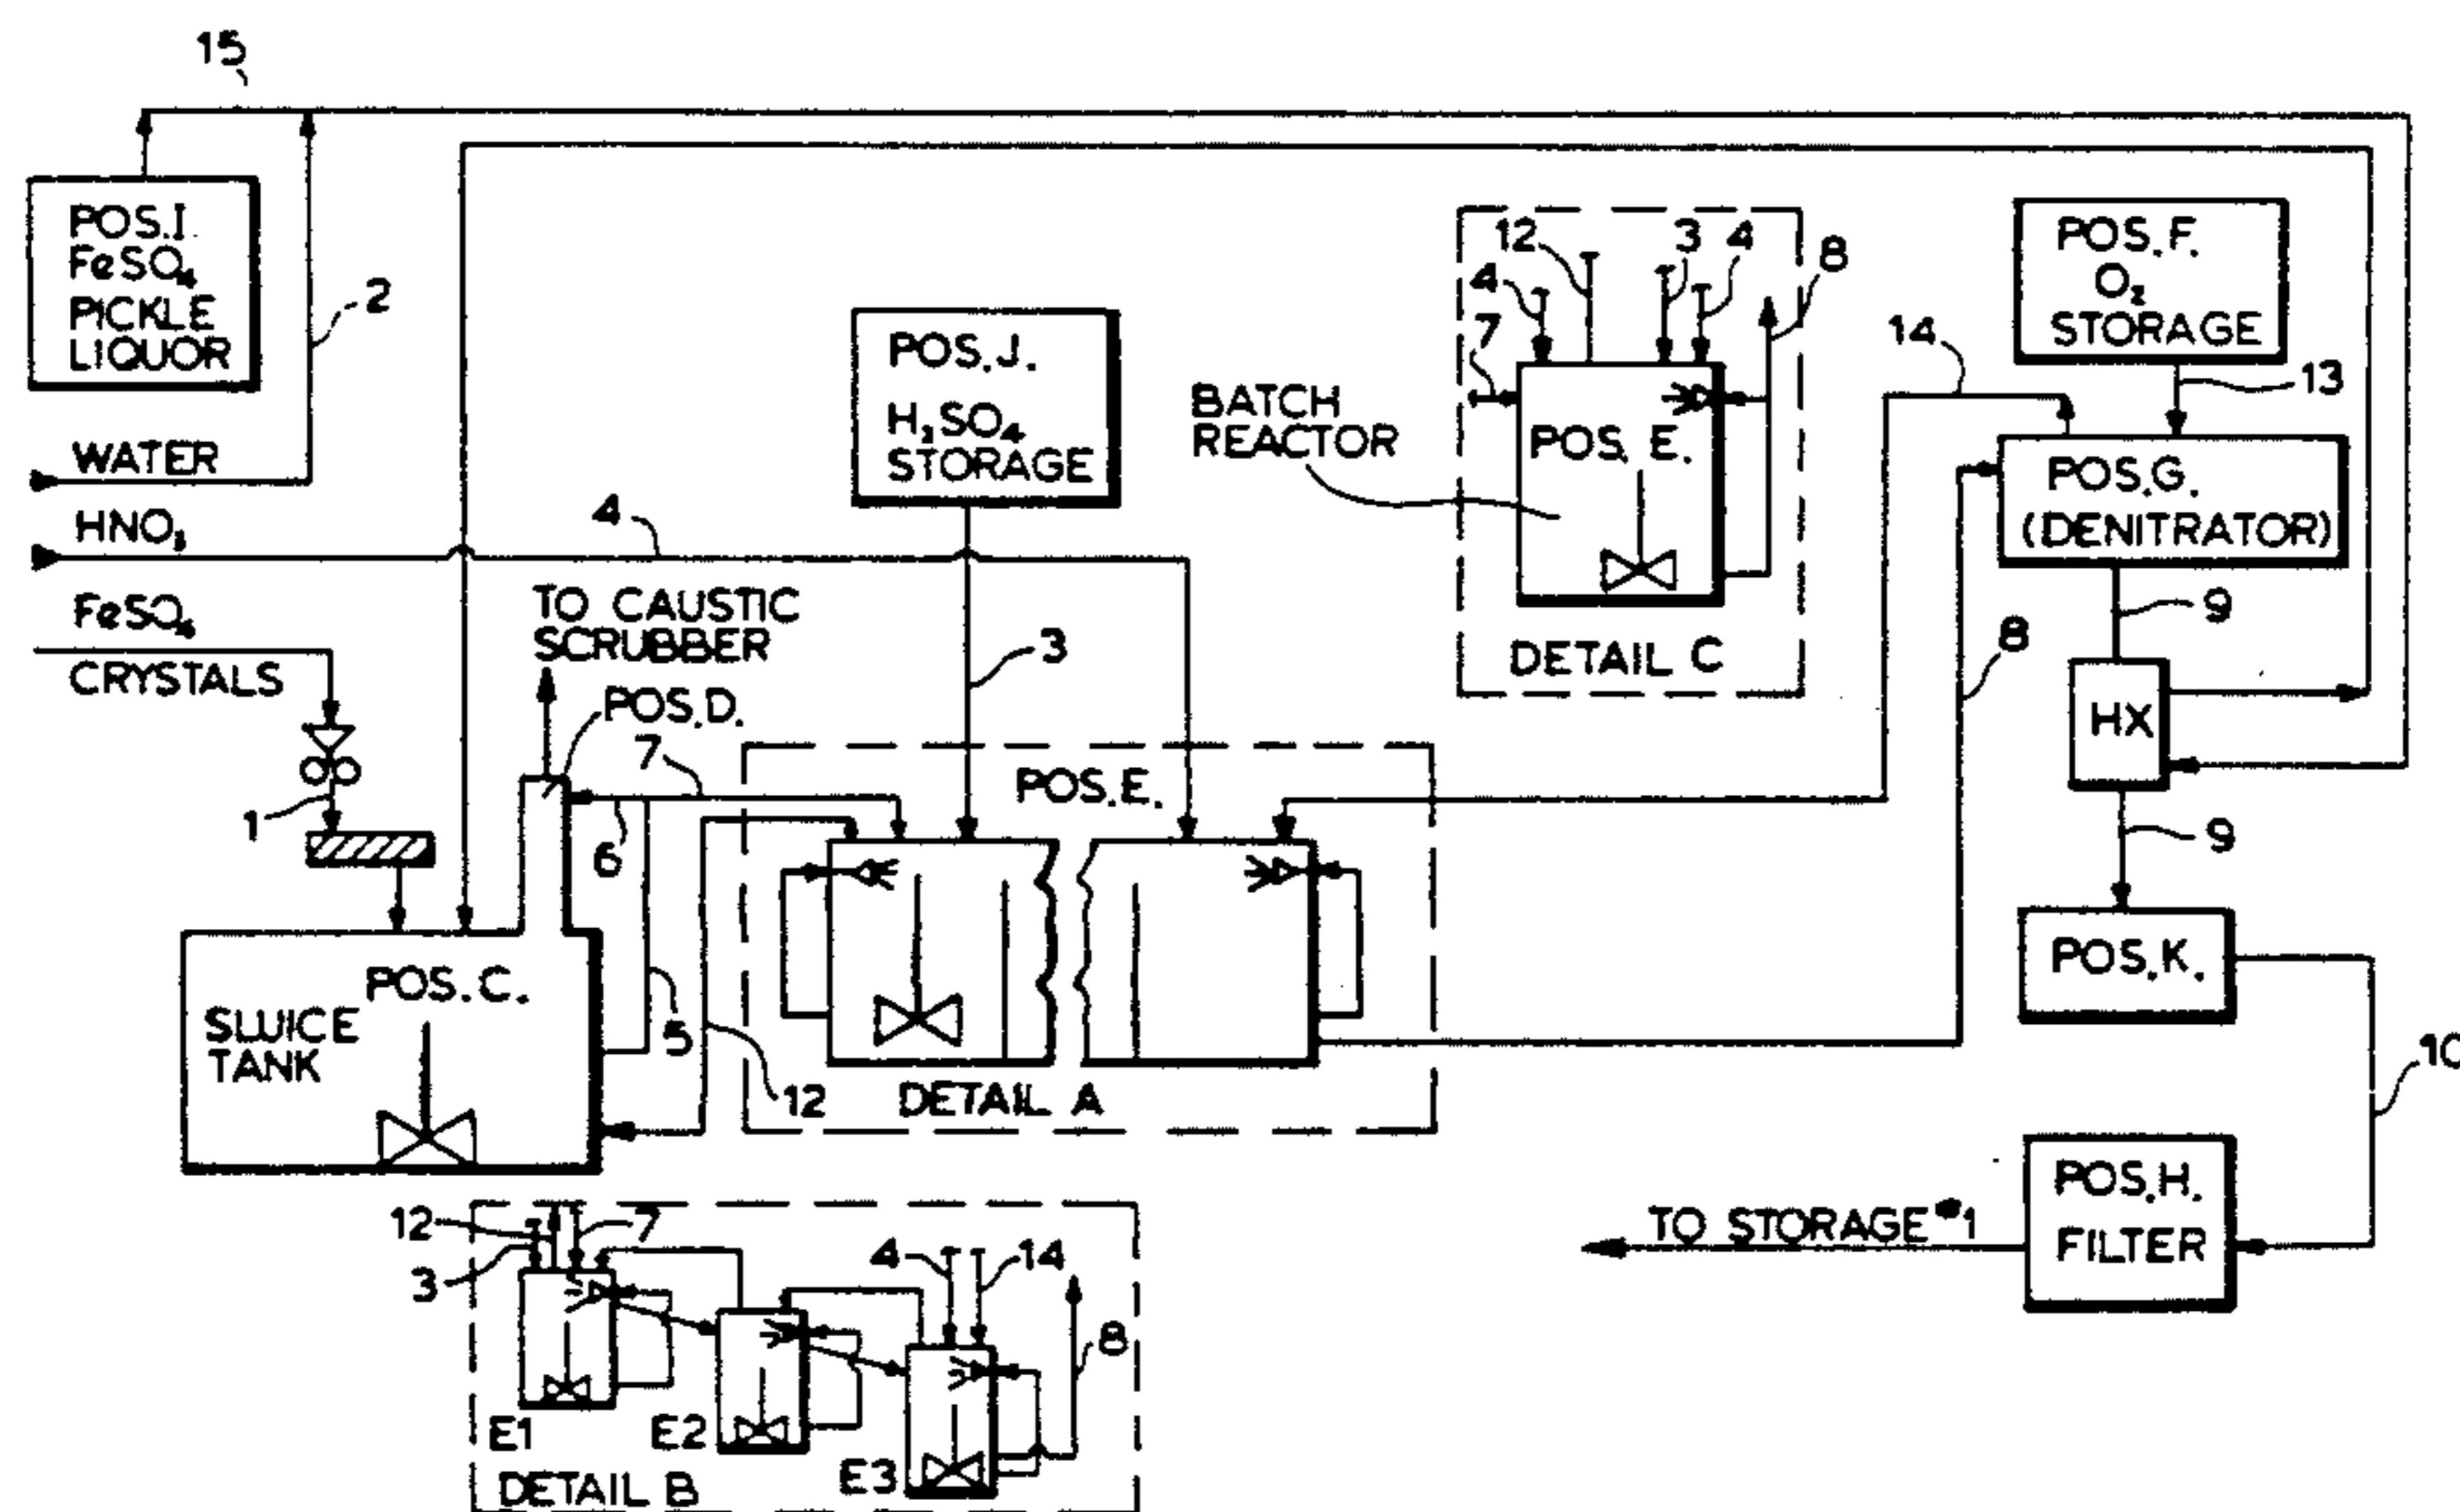 15
POS.I
FeSO4
PICKLE
LIQUOR
2
WATER
HNO3
4
FeSO4
CRYSTALS
1
TO CAUSTIC
SCRUBBER
POS.D.
7
6
5
12
POS.C.
SLUICE
TANK
POS.J.
H2SO4
STORAGE
3
POS.E.
DETAIL A
BATCH
REACTOR
12
3
4
8
4
7
POS. E.
DETAIL C
POS.F.
O2
STORAGE
14
13
POS.G.
(DENITRATOR)
9
8
HX
9
POS.K.
10
POS.H.
FILTER
TO STORAGE #1
12
7
3
4
14
8
E1
E2
E3
DETAIL B